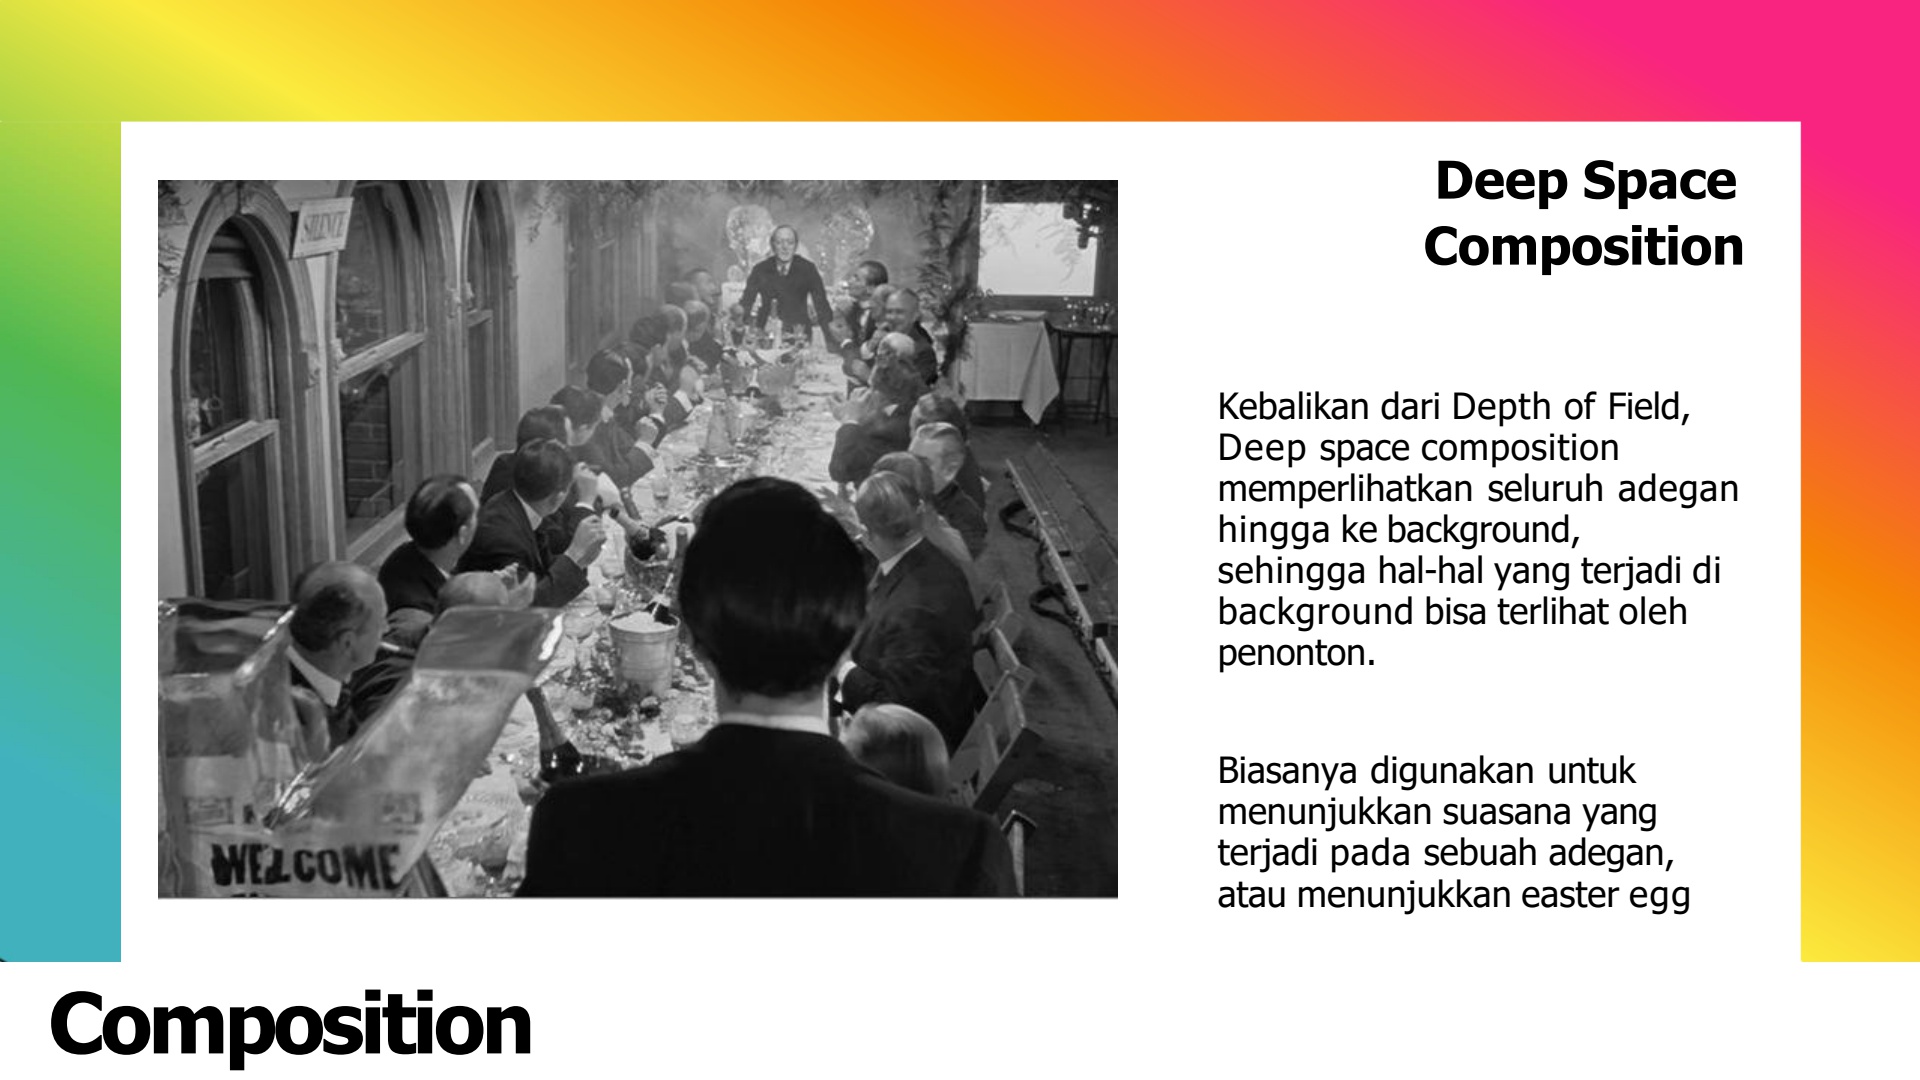 Deep Space
Composition
SILENCE
Kebalikan dari Depth of Field,
Deep space composition
memperlihatkan seluruh adegan
hingga ke background,
sehingga hal-hal yang terjadi di
background bisa terlihat oleh
penonton.
Biasanya digunakan untuk
menunjukkan suasana yang
terjadi pada sebuah adegan,
atau menunjukkan easter egg
WELCOME
Composition